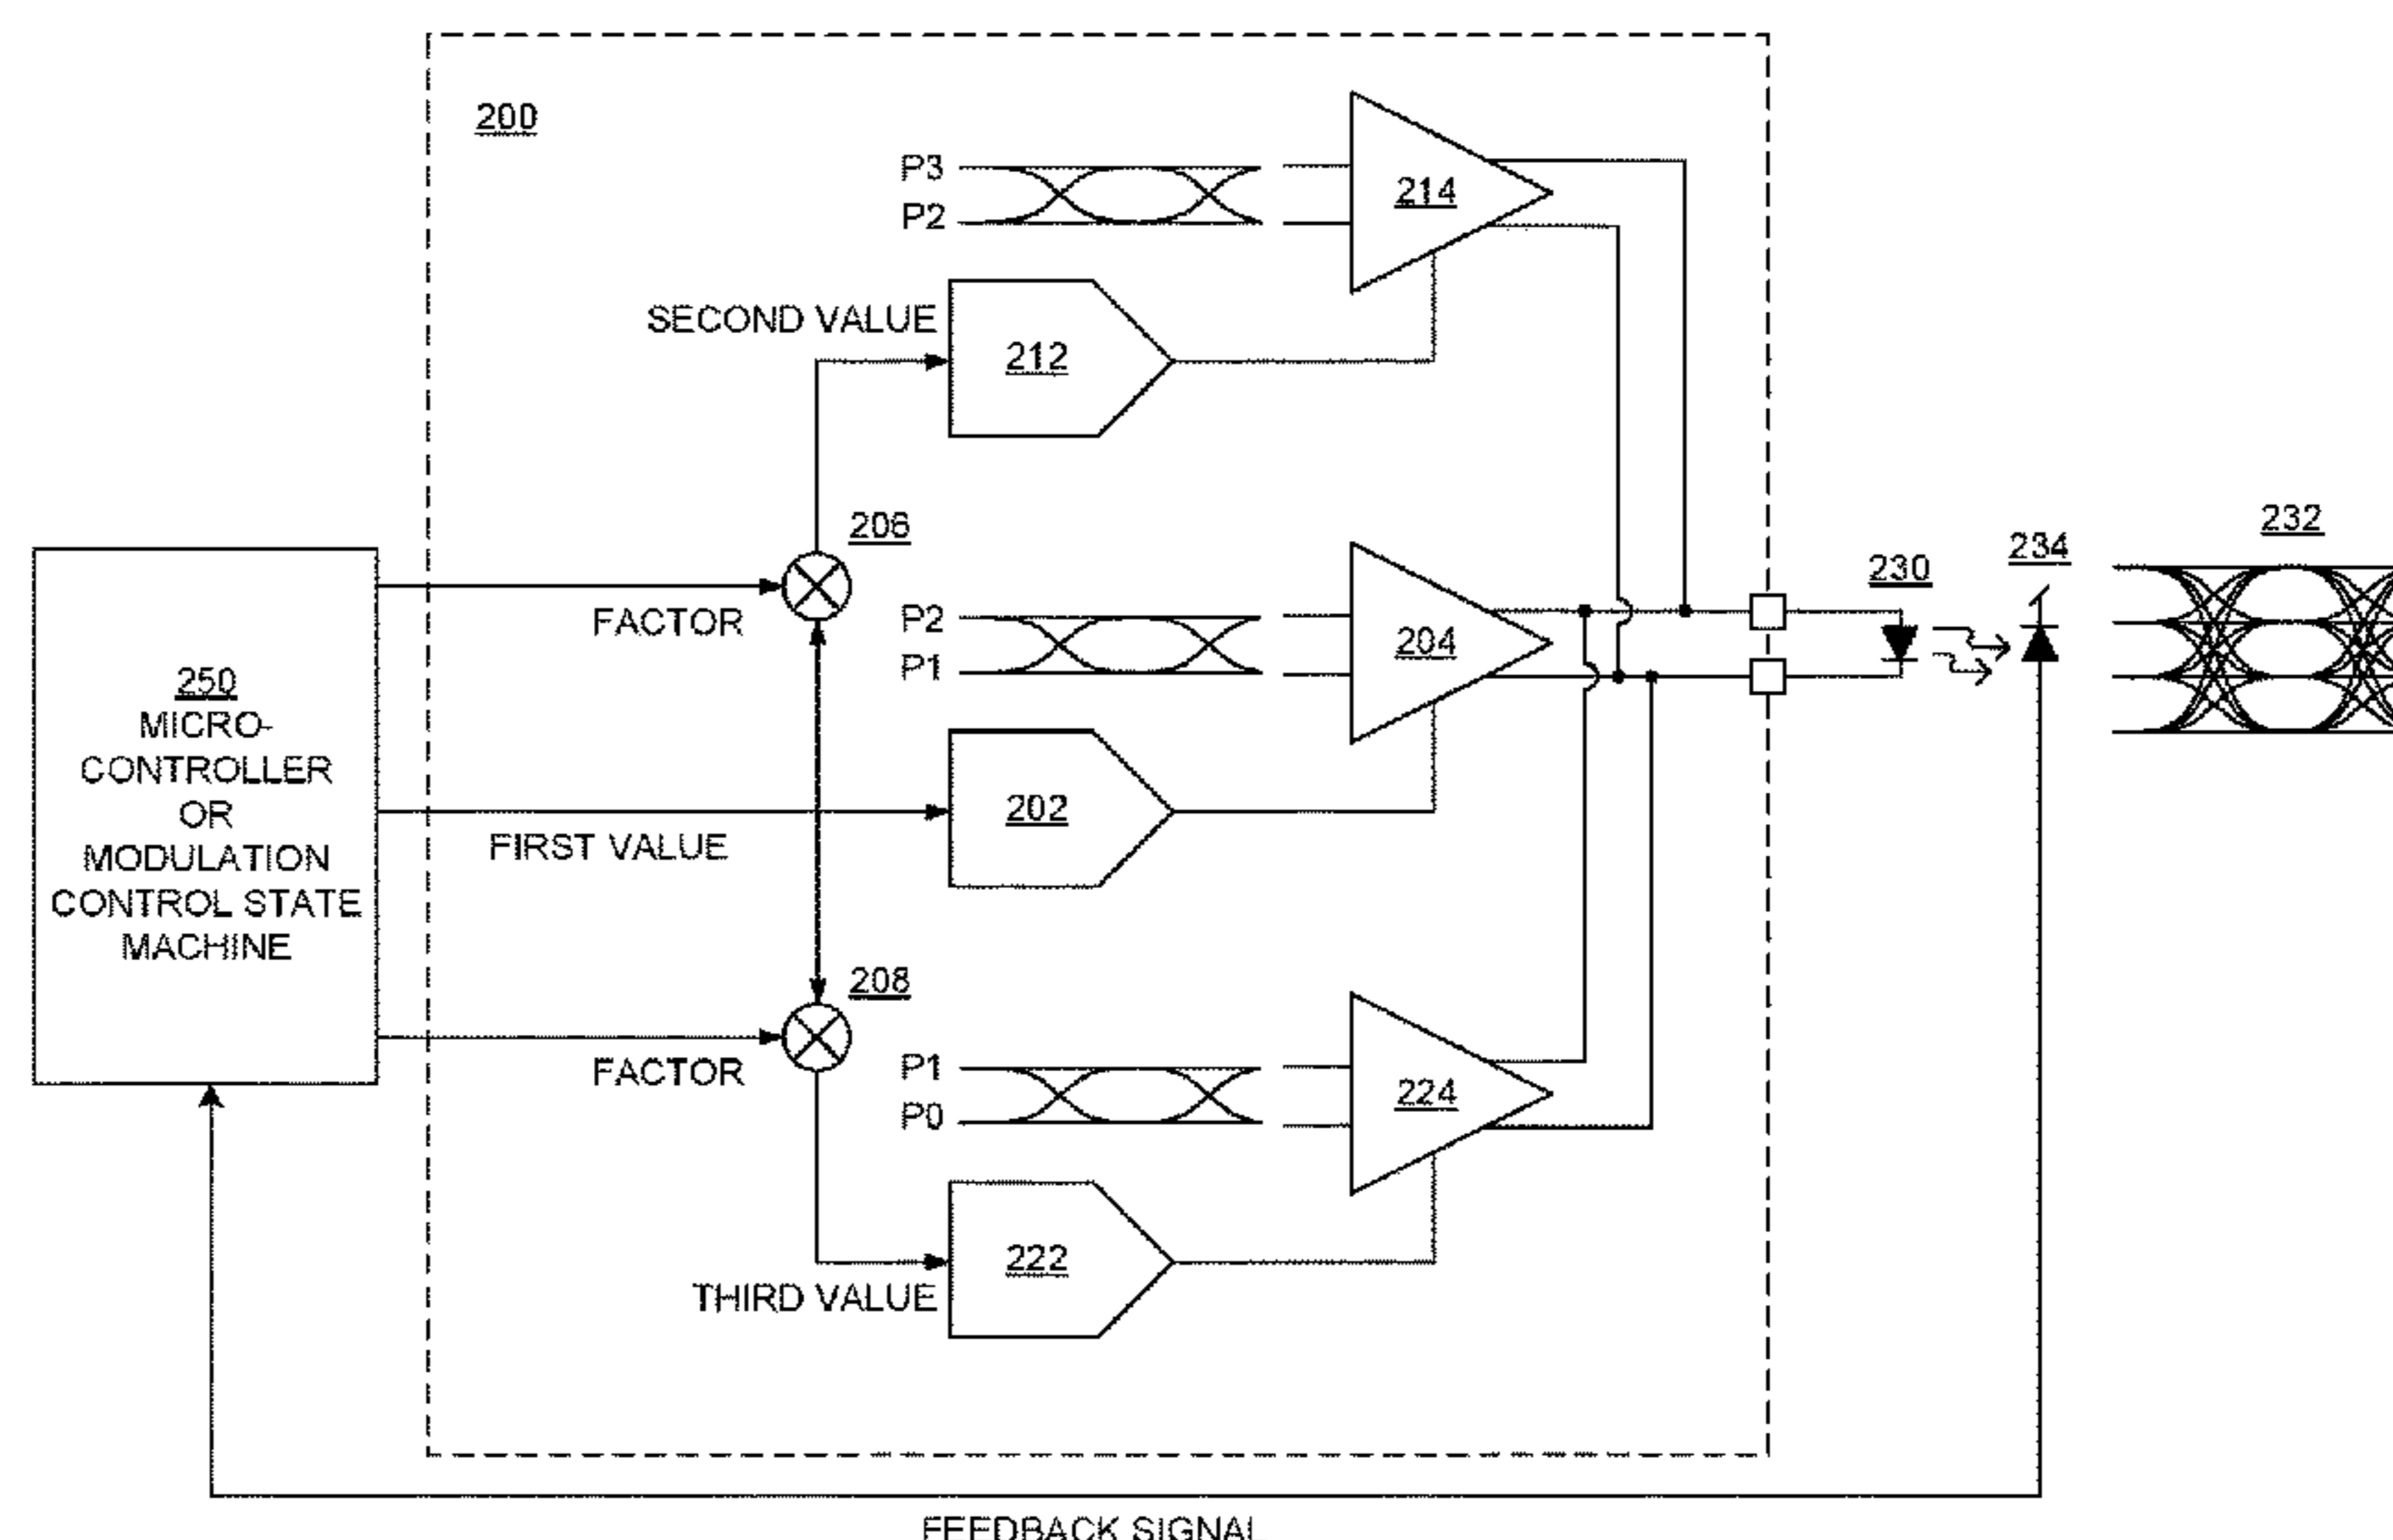 200
P3
P2
214
SECOND VALUE
212
206
FACTOR
P2
P1
204
230
234
232
250
MICRO-
CONTROLLER
OR
MODULATION
CONTROL STATE
MACHINE
FIRST VALUE
202
208
FACTOR
P1
P0
224
THIRD VALUE
222
FEEDBACK SIGNAL